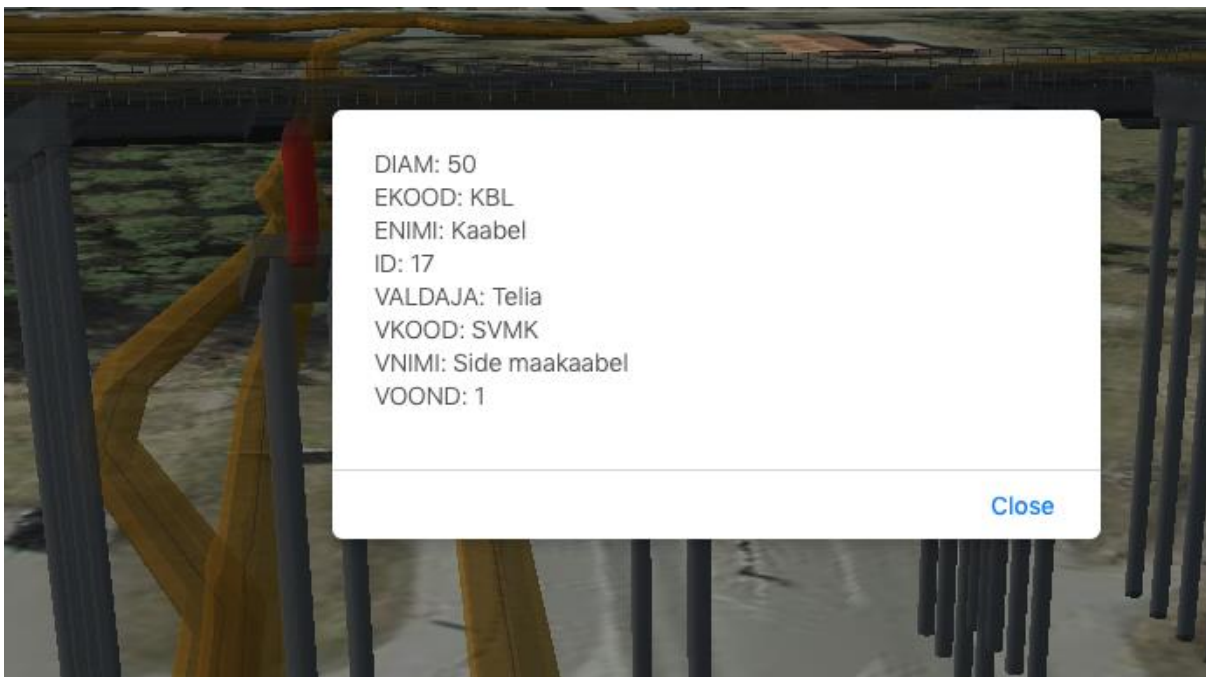 DIAM: 50
EKOOD: KBL
ENIMI: Kaabel
ID: 17
VALDAJA: Telia
VKOOD: SVMK
VNIMI: Side maakaabel
VOOND: 1
Close